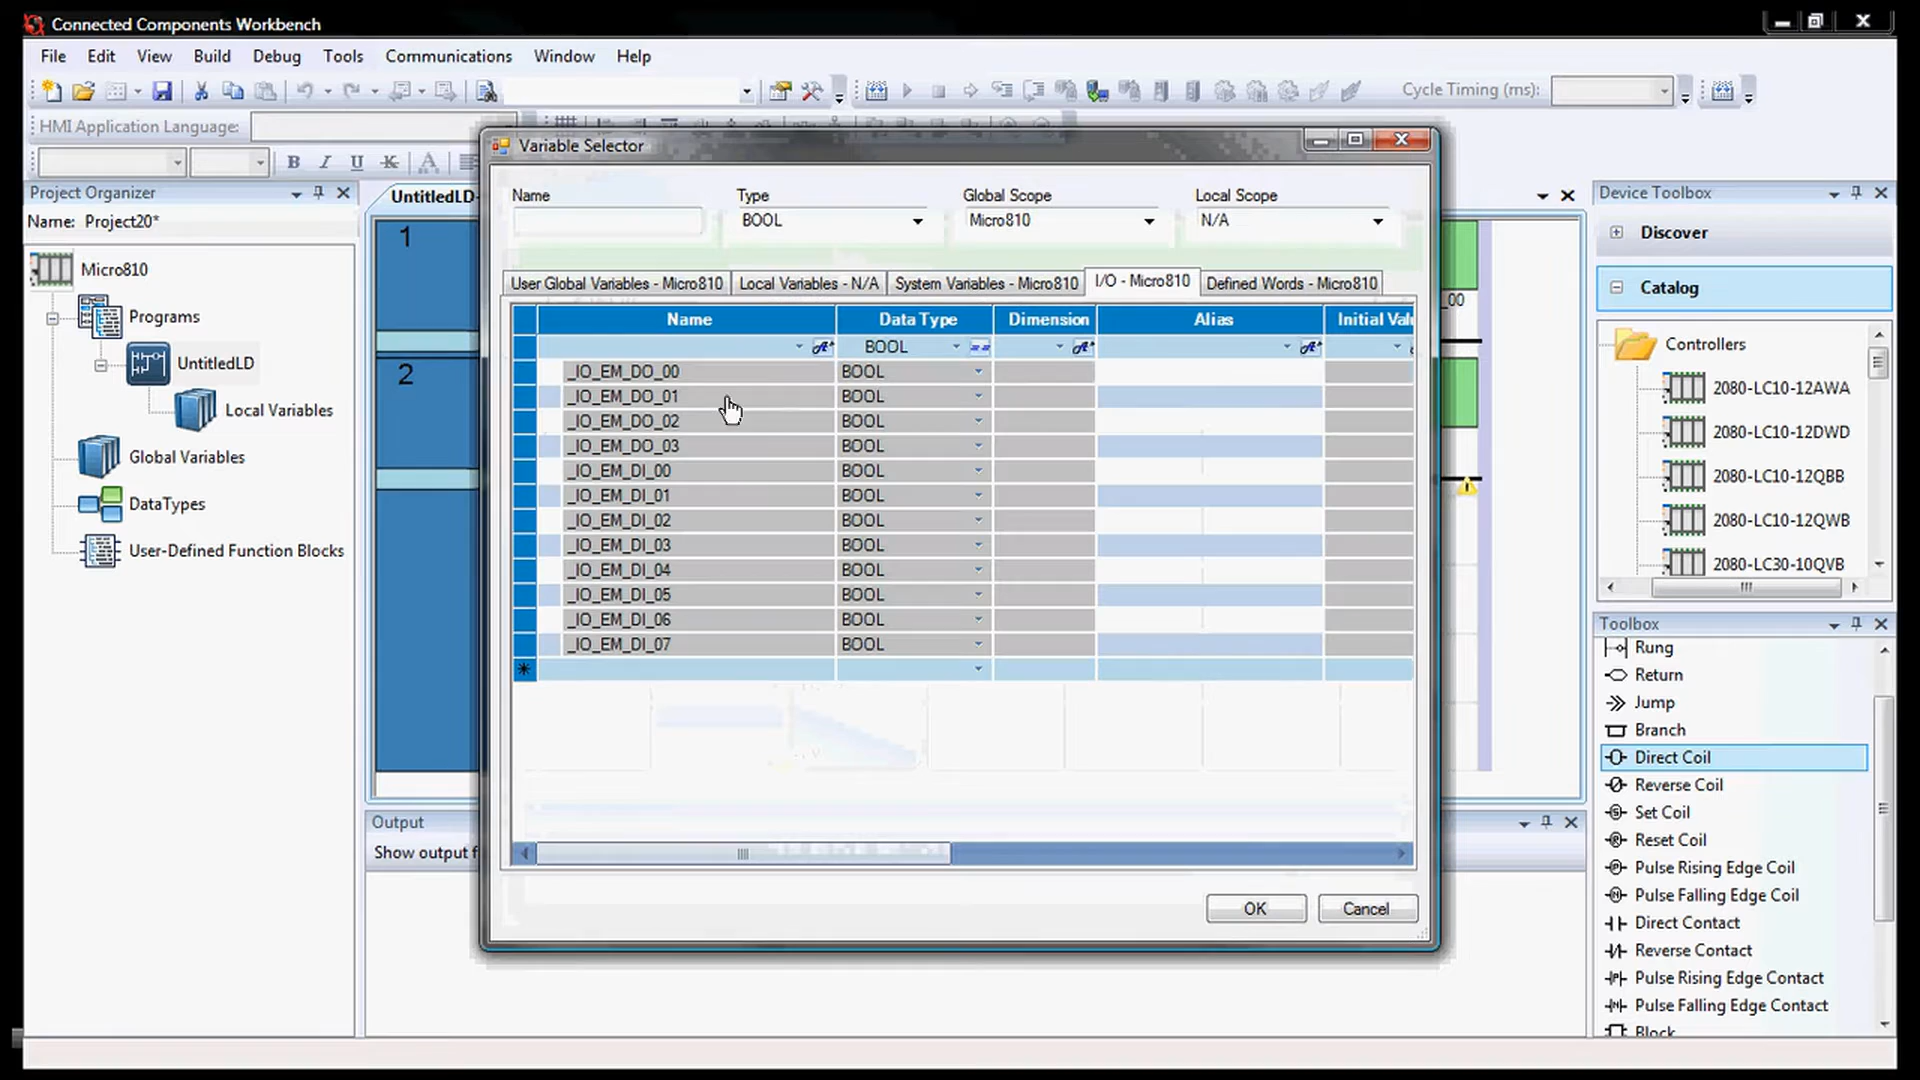 Connected Components Workbench
File Edit View Build Debug Tools Communications Window Help
Cycle Timing (ms):
HMI Application Language:
B I U K A
Project Organizer
Name: Project20*
Micro810
Programs
UntitledLD
Local Variables
Global Variables
DataTypes
User-Defined Function Blocks
UntitledLD-
1
2
_00
Variable Selector
Name Type Global Scope Local Scope
BOOL Micro810 N/A
User Global Variables - Micro810 Local Variables - N/A System Variables - Micro810 I/O - Micro810 Defined Words - Micro810
Name Data Type Dimension Alias Initial Valu
BOOL
_IO_EM_DO_00 BOOL
_IO_EM_DO_01 BOOL
_IO_EM_DO_02 BOOL
_IO_EM_DO_03 BOOL
_IO_EM_DI_00 BOOL
_IO_EM_DI_01 BOOL
_IO_EM_DI_02 BOOL
_IO_EM_DI_03 BOOL
_IO_EM_DI_04 BOOL
_IO_EM_DI_05 BOOL
_IO_EM_DI_06 BOOL
_IO_EM_DI_07 BOOL
OK Cancel
Output
Show output f
Device Toolbox
Discover
Catalog
Controllers
2080-LC10-12AWA
2080-LC10-12DWD
2080-LC10-12QBB
2080-LC10-12QWB
2080-LC30-10QVB
Toolbox
Rung
Return
Jump
Branch
Direct Coil
Reverse Coil
Set Coil
Reset Coil
Pulse Rising Edge Coil
Pulse Falling Edge Coil
Direct Contact
Reverse Contact
Pulse Rising Edge Contact
Pulse Falling Edge Contact
Block